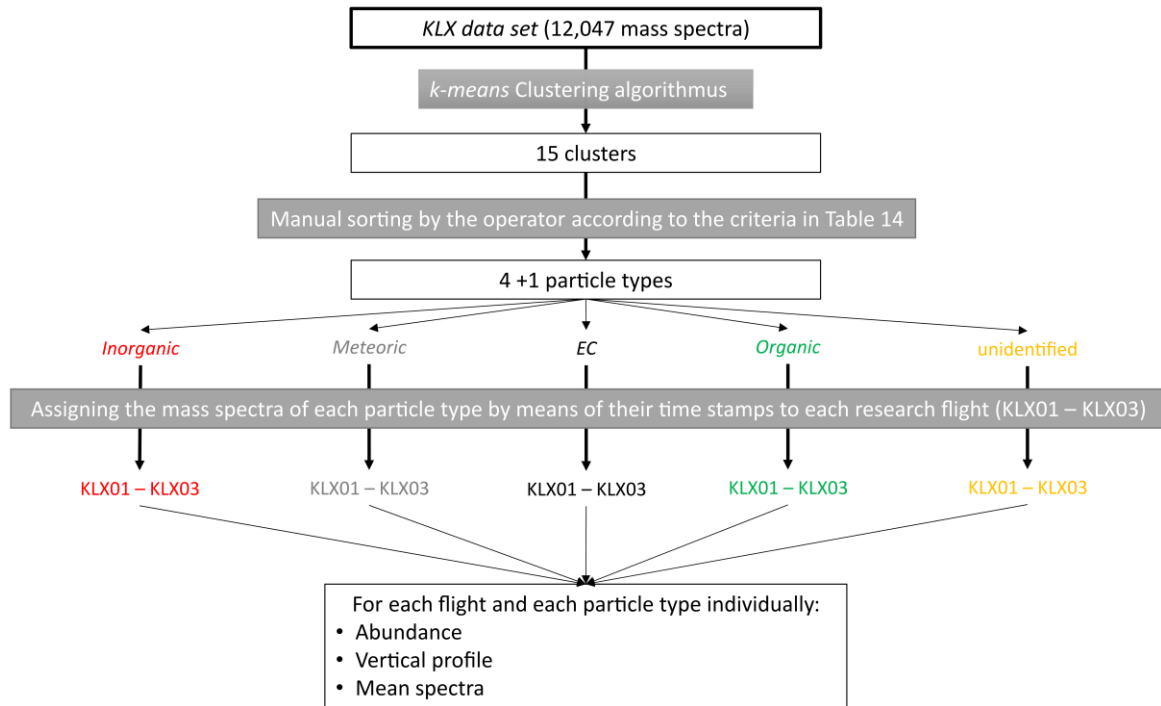 KLX data set (12,047 mass spectra)
k-means Clustering algorithmus
15 clusters
Manual sorting by the operator according to the criteria in Table 14
4 +1 particle types
Inorganic
Meteoric
EC
Organic
unidentified
Assigning the mass spectra of each particle type by means of their time stamps to each research flight (KLX01 – KLX03)
KLX01 – KLX03
KLX01 – KLX03
KLX01 – KLX03
KLX01 – KLX03
KLX01 – KLX03
For each flight and each particle type individually:
• Abundance
• Vertical profile
• Mean spectra